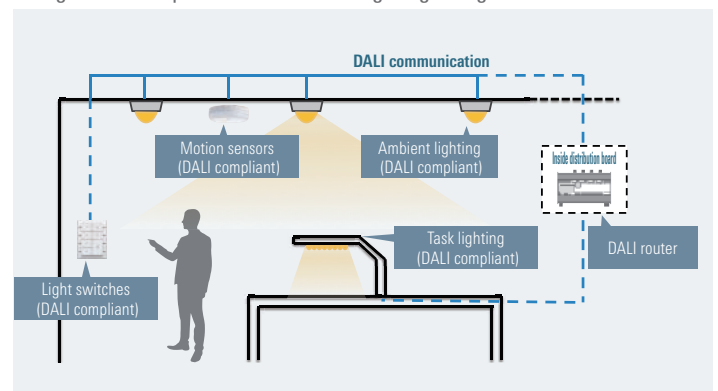 DALI communication
Motion sensors
(DALI compliant)
Ambient lighting
(DALI compliant)
Inside distribution board
Task lighting
(DALI compliant)
DALI router
Light switches
(DALI compliant)